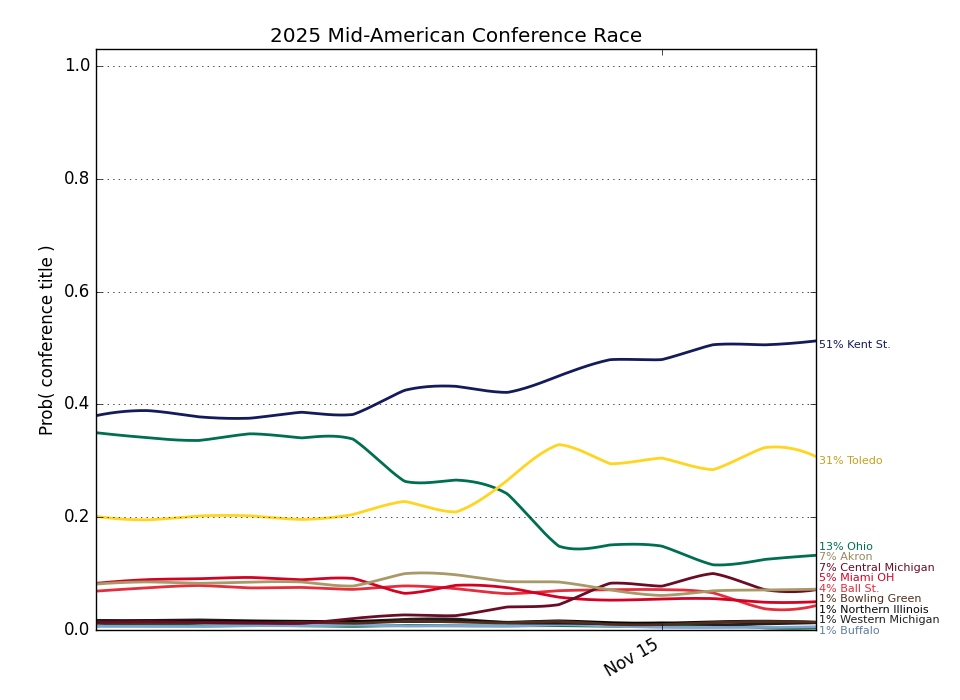 2025 Mid-American Conference Race
Prob( conference title )
1.0
0.8
0.6
0.4
0.2
0.0
Nov 15
51% Kent St.
31% Toledo
13% Ohio
7% Akron
7% Central Michigan
5% Miami OH
4% Ball St.
1% Bowling Green
1% Northern Illinois
1% Western Michigan
1% Buffalo